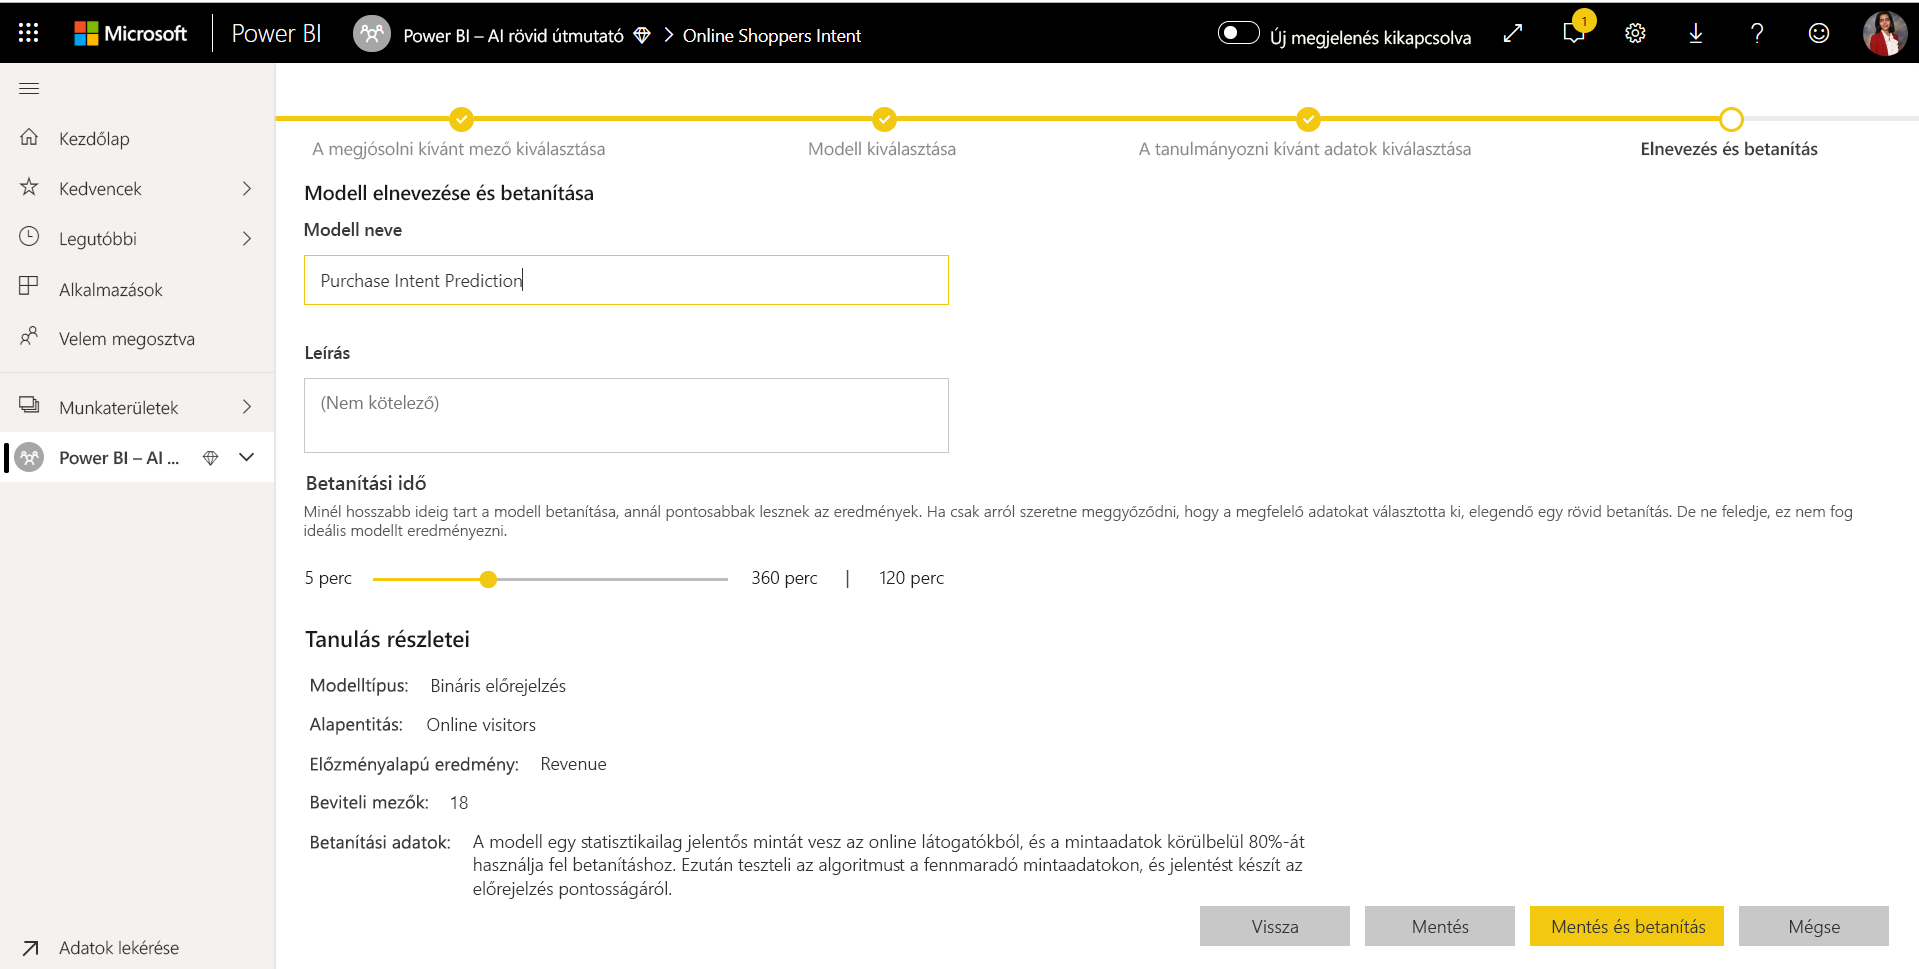 Microsoft Power BI Power BI – AI rövid útmutató > Online Shoppers Intent Új megjelenés kikapcsolva 1
Kezdőlap
Kedvencek
Legutóbbi
Alkalmazások
Velem megosztva
Munkaterületek
Power BI – AI ...
Adatok lekérése
A megjósolni kívánt mező kiválasztása
Modell kiválasztása
A tanulmányozni kívánt adatok kiválasztása
Elnevezés és betanítás
Modell elnevezése és betanítása
Modell neve
Purchase Intent Prediction
Leírás
(Nem kötelező)
Betanítási idő
Minél hosszabb ideig tart a modell betanítása, annál pontosabbak lesznek az eredmények. Ha csak arról szeretne meggyőződni, hogy a megfelelő adatokat választotta ki, elegendő egy rövid betanítás. De ne feledje, ez nem fog
ideális modellt eredményezni.
5 perc 360 perc | 120 perc
Tanulás részletei
Modelltípus: Bináris előrejelzés
Alapentitás: Online visitors
Előzményalapú eredmény: Revenue
Beviteli mezők: 18
Betanítási adatok: A modell egy statisztikailag jelentős mintát vesz az online látogatókból, és a mintaadatok körülbelül 80%-át
használja fel betanításhoz. Ezután teszteli az algoritmust a fennmaradó mintaadatokon, és jelentést készít az
előrejelzés pontosságáról.
Vissza Mentés Mentés és betanítás Mégse